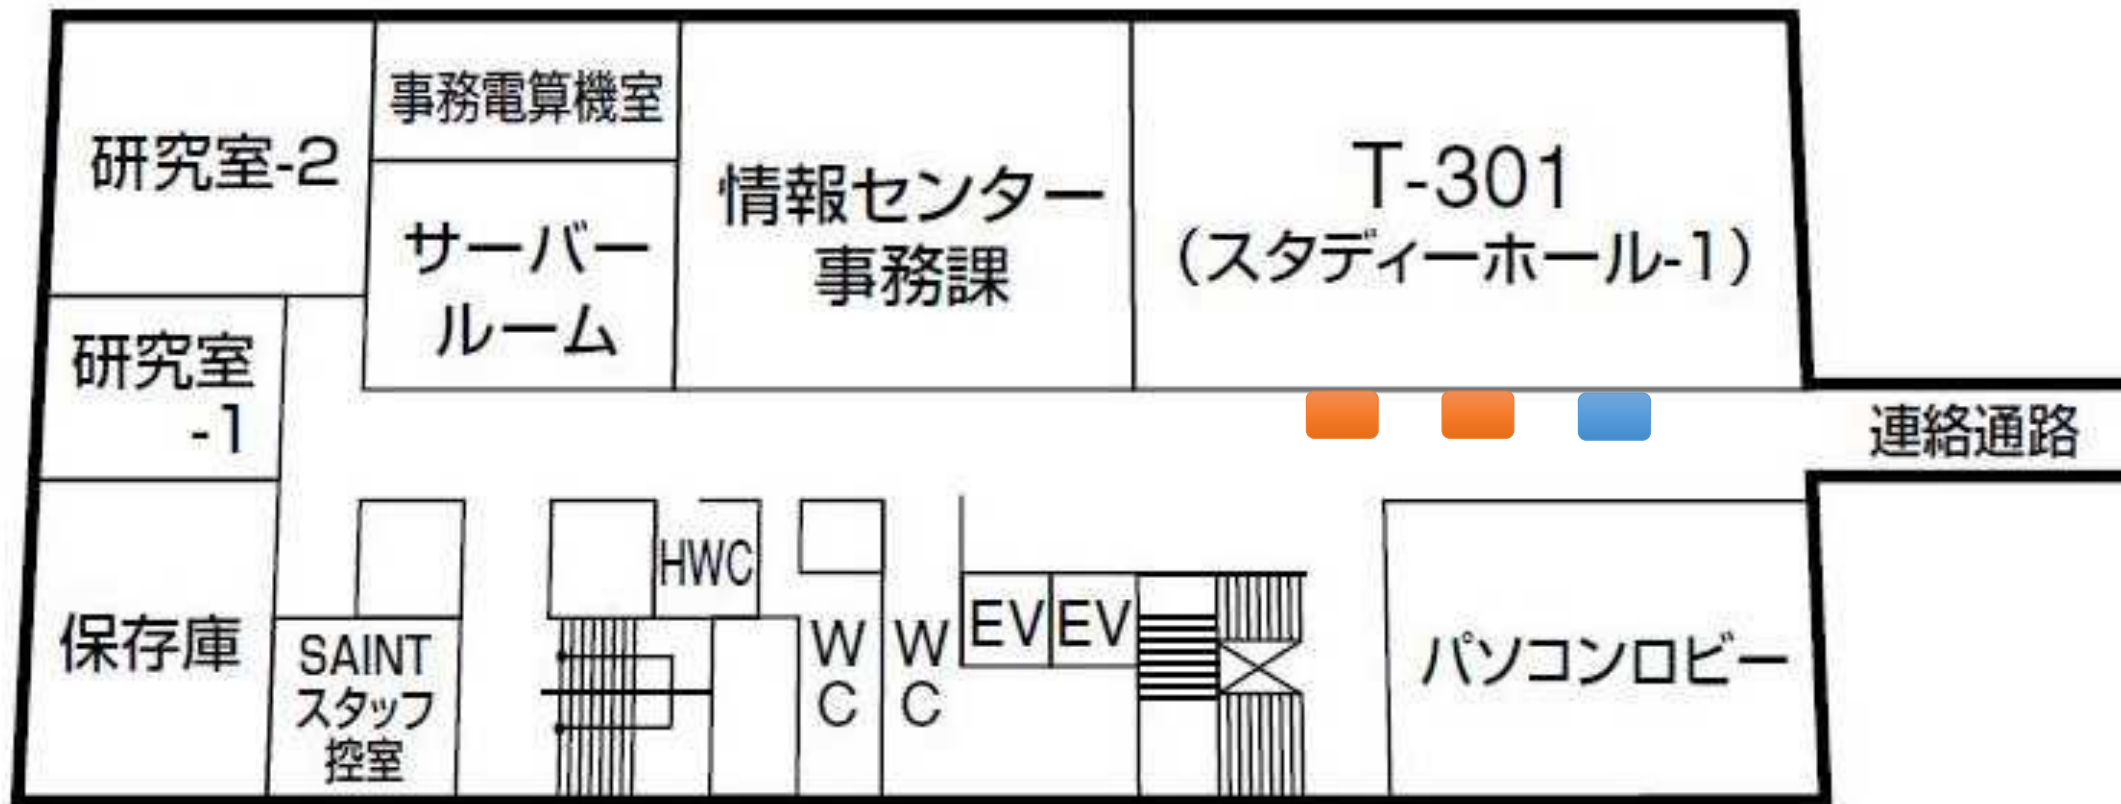 研究室-2
事務電算機室
サーバー
ルーム
情報センター
事務課
T-301
(スタディーホール-1)
研究室
-1
連絡通路
保存庫
SAINT
スタッフ
控室
HWC
W
C
W
C
EV
EV
パソコンロビー